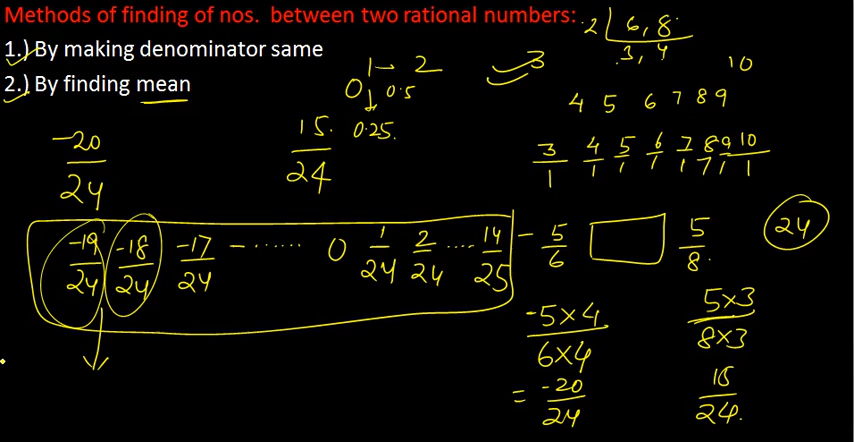 Methods of finding of nos. between two rational numbers:
1.) By making denominator same
2.) By finding mean
2 | 6, 8
3, 4
1 → 2
0 0.5
0.25
3 10
4 5 6 7 8 9
3/1 4/1 5/1 6/1 7/1 8/1 9/1 10/1
-20/24 15/24
-19/24 -18/24 -17/24 -...... 0 1/24 2/24 .... 14/25
-5/6 5/8 24
-5×4/6×4 5×3/8×3
= -20/24 15/24